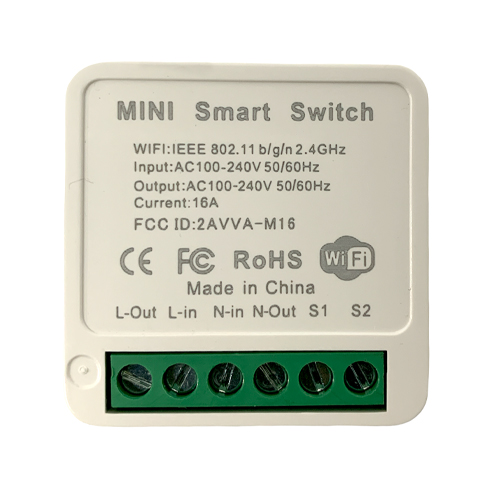 MINI Smart Switch
WIFI:IEEE 802.11 b/g/n 2.4GHz
Input:AC100-240V 50/60Hz
Output:AC100-240V 50/60Hz
Current:16A
FCC ID:2AVVA-M16
CE FC RoHS WiFi
Made in China
L-Out L-in N-in N-Out S1 S2